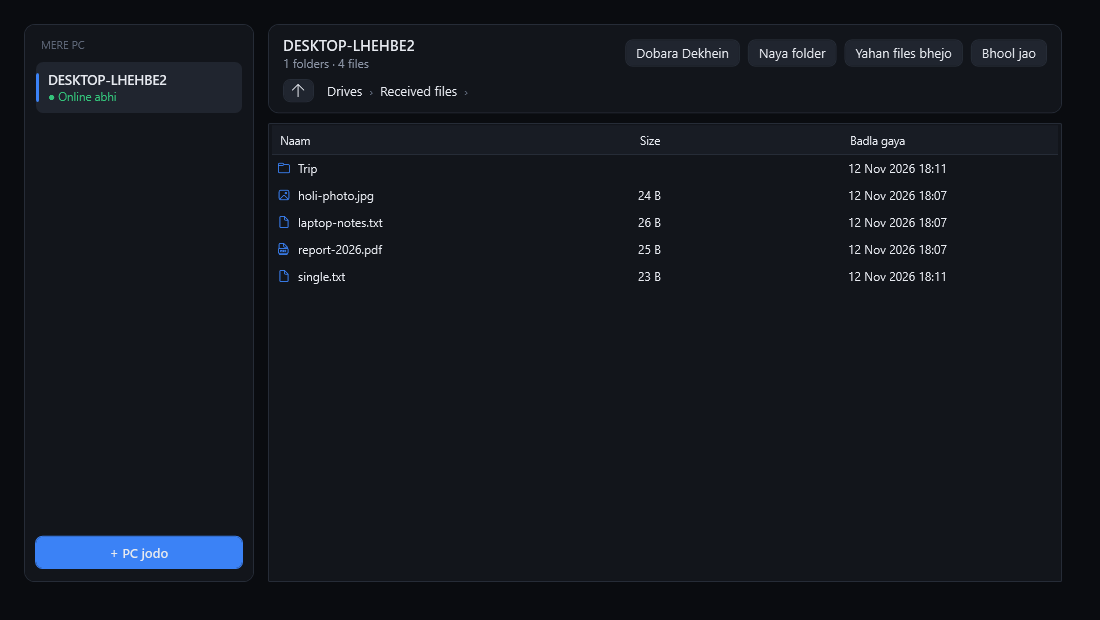 MERE PC
DESKTOP-LHEHBE2
● Online abhi
+ PC jodo
DESKTOP-LHEHBE2
1 folders · 4 files
Dobara Dekhein Naya folder Yahan files bhejo Bhool jao
↑ Drives › Received files ›
Naam Size Badla gaya
Trip 12 Nov 2026 18:11
holi-photo.jpg 24 B 12 Nov 2026 18:07
laptop-notes.txt 26 B 12 Nov 2026 18:07
report-2026.pdf 25 B 12 Nov 2026 18:07
single.txt 23 B 12 Nov 2026 18:11